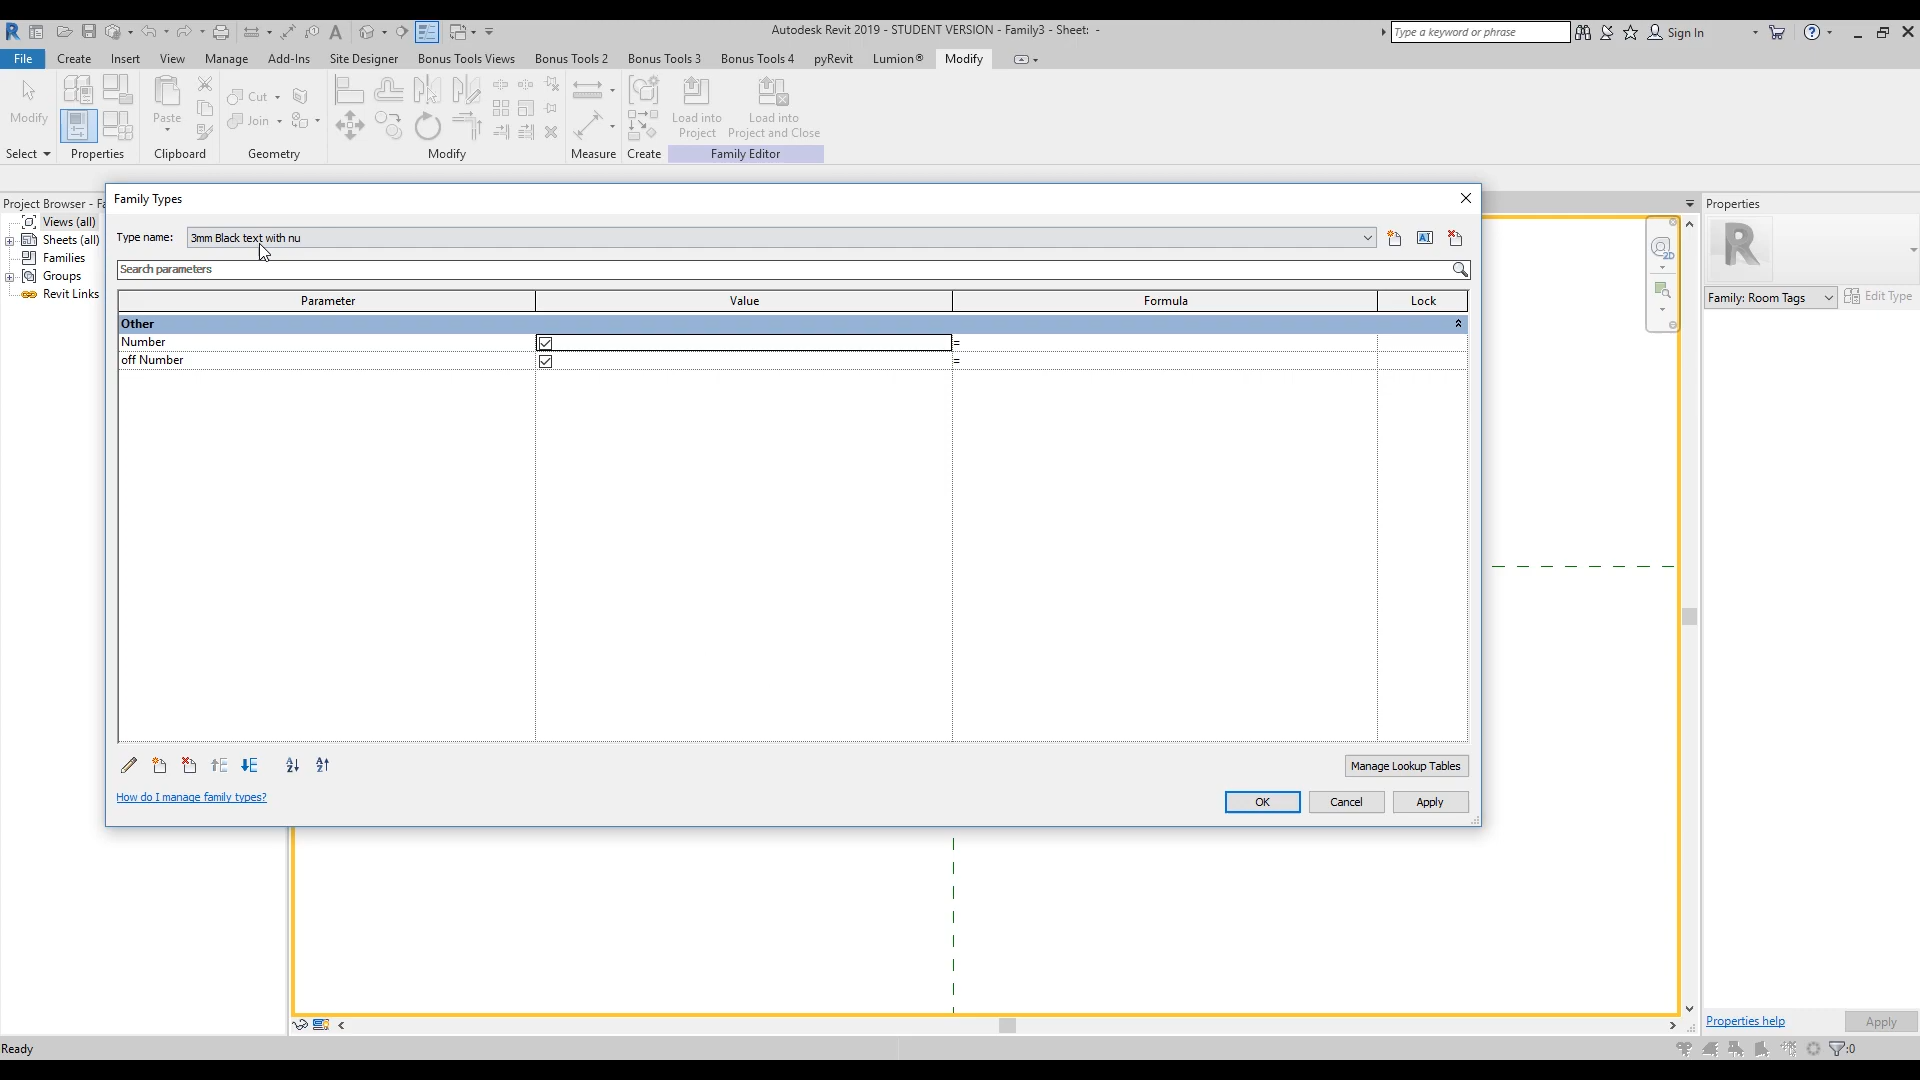 Autodesk Revit 2019 - STUDENT VERSION - Family3 - Sheet: -
Type a keyword or phrase
Sign In
File Create Insert View Manage Add-Ins Site Designer Bonus Tools Views Bonus Tools 2 Bonus Tools 3 Bonus Tools 4 pyRevit Lumion® Modify
Modify
Paste
Cut
Join
Load into Project
Load into Project and Close
Select Properties Clipboard Geometry Modify Measure Create Family Editor
Project Browser - Fa
Views (all)
Sheets (all)
Families
Groups
Revit Links
Family Types
Type name: 3mm Black text with nu
Search parameters
Parameter Value Formula Lock
Other
Number =
off Number =
Manage Lookup Tables
How do I manage family types?
OK Cancel Apply
2D
Properties
R
Family: Room Tags Edit Type
Properties help Apply
Ready
:0